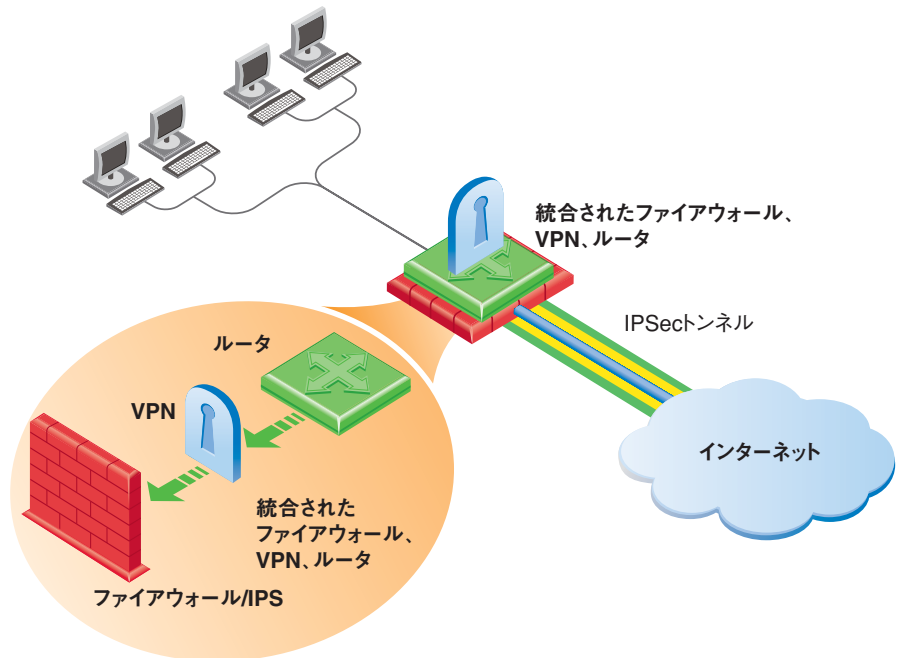 統合されたファイアウォール、
VPN、ルータ
IPSecトンネル
ルータ
VPN
インターネット
統合された
ファイアウォール、
VPN、ルータ
ファイアウォール/IPS